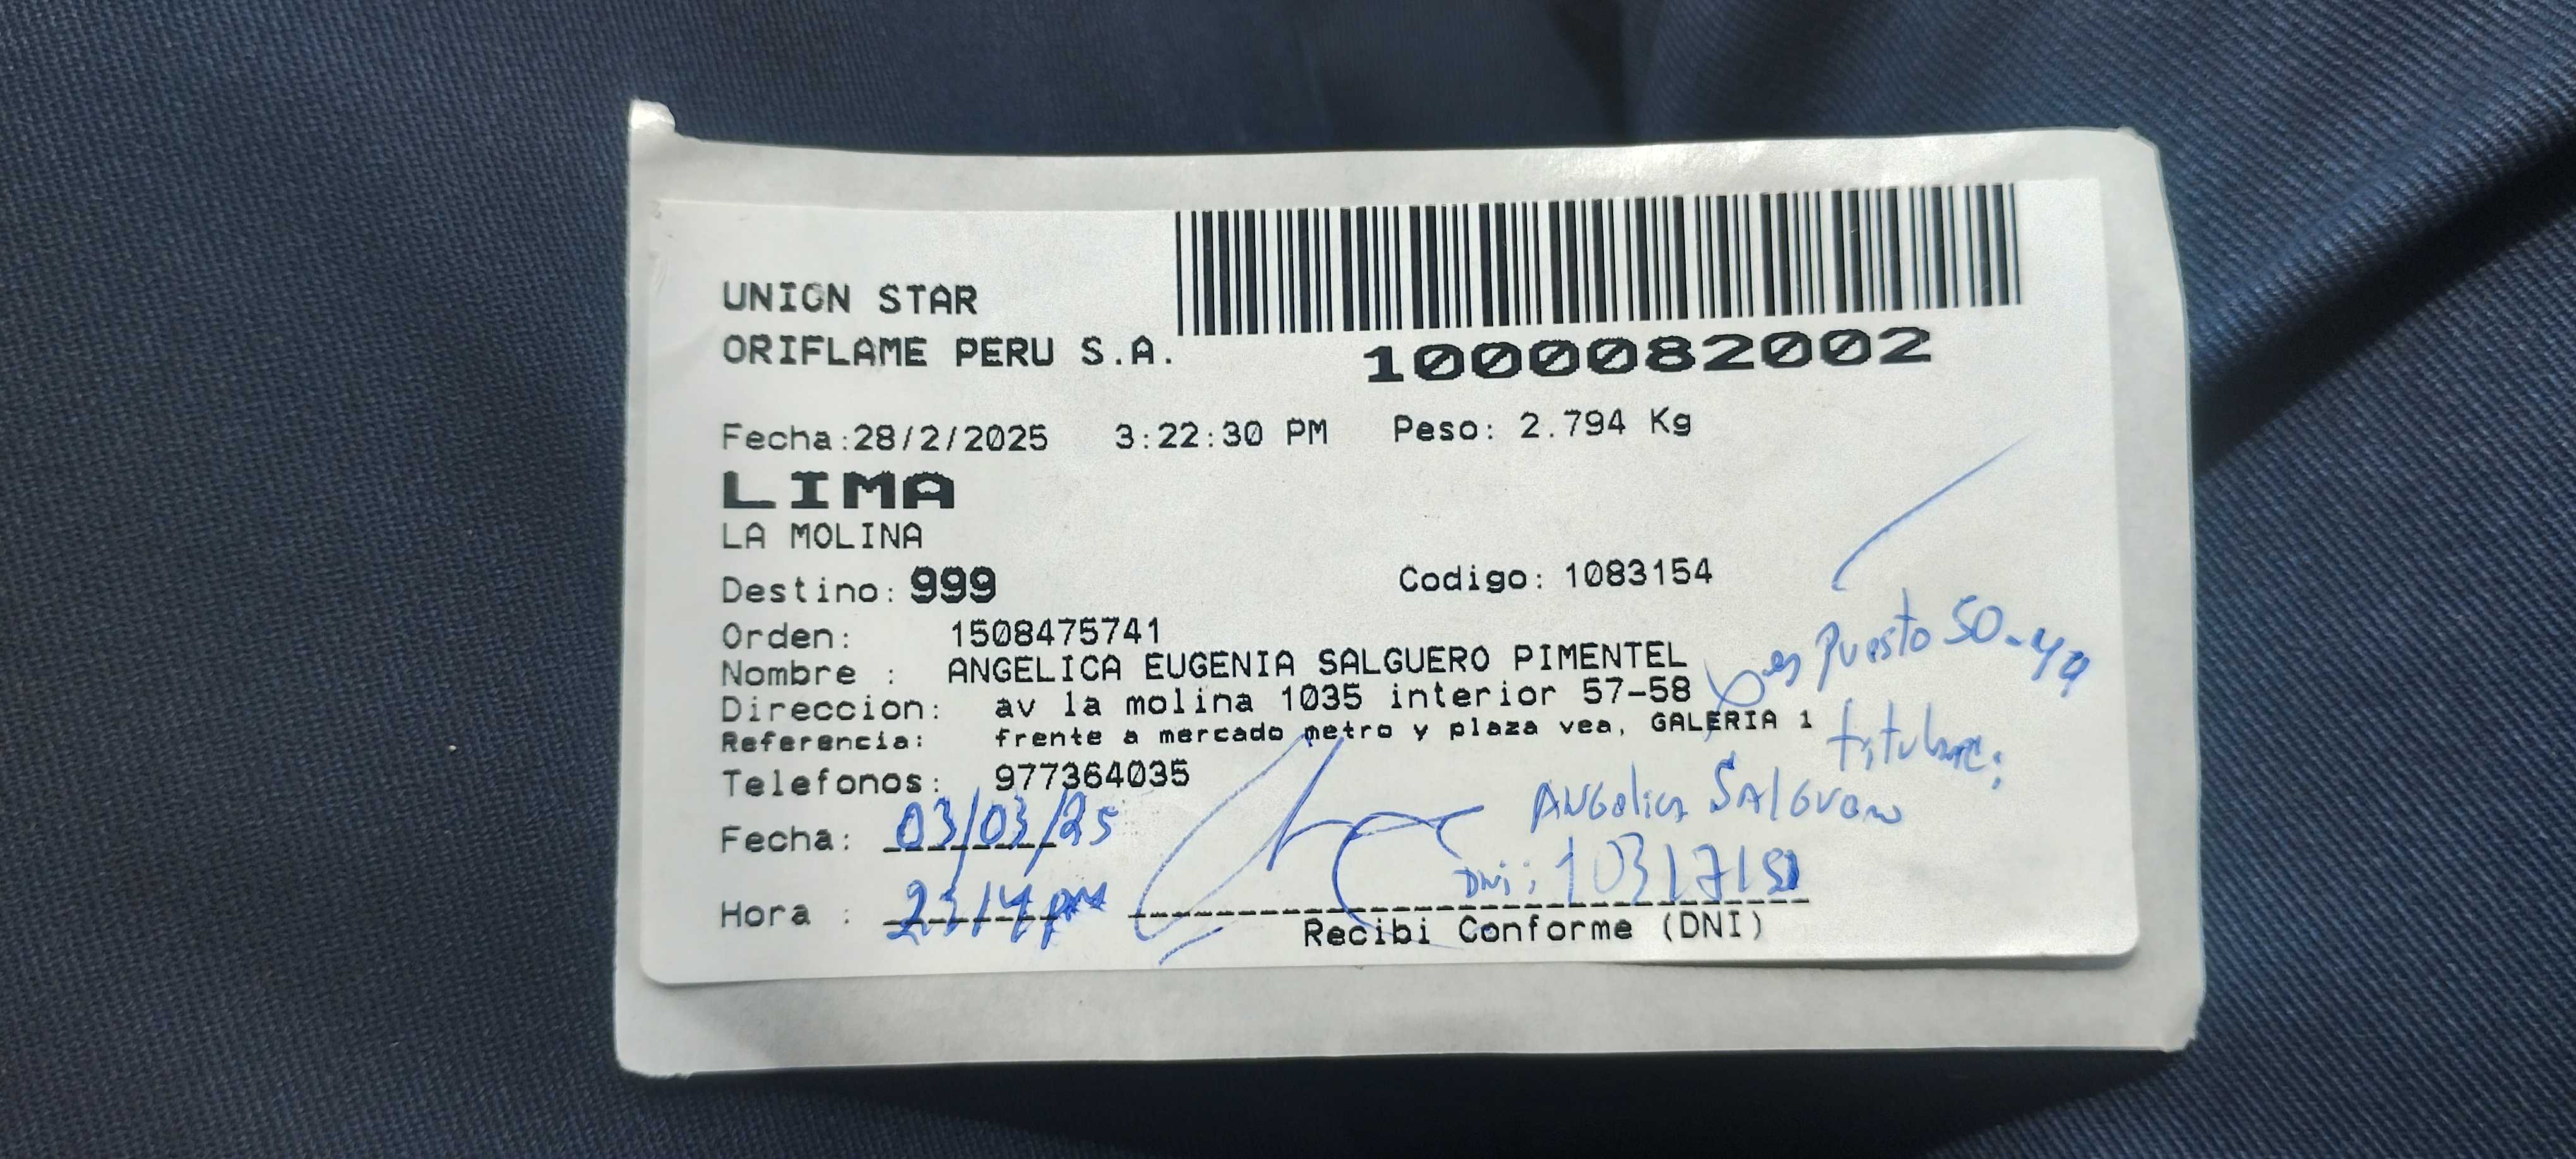 UNION STAR
ORIFLAME PERU S.A.
1000082002
Fecha:28/2/2025 3:22:30 PM Peso: 2.794 Kg
LIMA
LA MOLINA
Destino: 999 Codigo: 1083154
Orden: 1508475741
Nombre : ANGELICA EUGENIA SALGUERO PIMENTEL
Direccion: av la molina 1035 interior 57-58
es Puesto 50-49
Referencia: frente a mercado metro y plaza vea, GALERIA 1
titular:
Telefonos: 977364035
Angelica Salguero
Fecha: 03/03/25
DNI:
Hora :
Recibi Conforme (DNI)